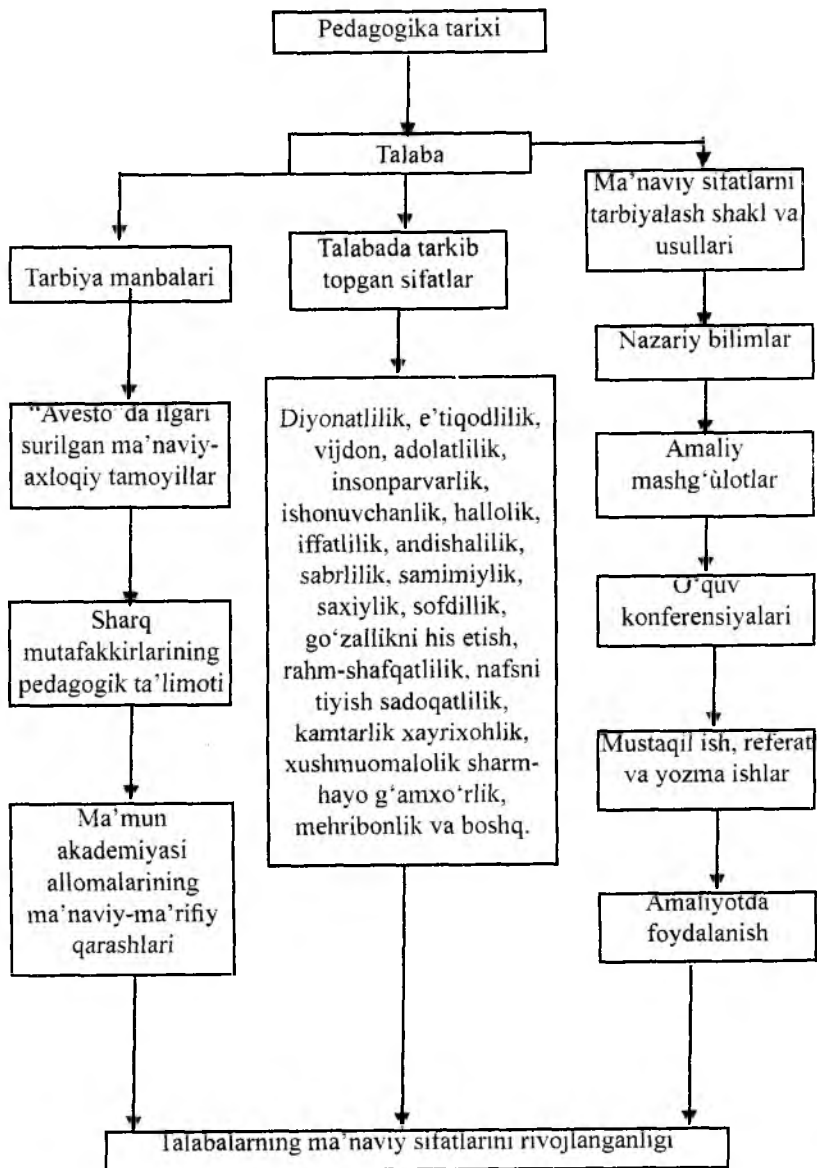 Pedagogika tarixi
Talaba
Tarbiya manbalari
“Avesto”da ilgari
surilgan ma’naviy-
axloqiy tamoyillar
Sharq
mutafakkirlarining
pedagogik ta’limoti
Ma’mun
akademiyasi
allomalarining
ma’naviy-ma’rifiy
qarashlari
Talabada tarkib
topgan sifatlar
Diyonatlilik, e’tiqodlilik,
vijdon, adolatlilik,
insonparvarlik,
ishonuvchanlik, hallolik,
iffatlilik, andishalilik,
sabrlilik, samimiylik,
saxiylik, sofdillik,
go‘zallikni his etish,
rahm-shafqatlilik, nafsni
tiyish sadoqatlilik,
kamtarlik xayrixohlik,
xushmuomalolik sharm-
hayo g‘amxo‘rlik,
mehribonlik va boshq.
Ma’naviy sifatlarni
tarbiyalash shakl va
usullari
Nazariy bilimlar
Amaliy
mashg‘ùlotlar
O‘quv
konferensiyalari
Mustaqil ish, referat
va yozma ishlar
Amaliyotda
foydalanish
Talabalarning ma’naviy sifatlarini rivojlanganligi